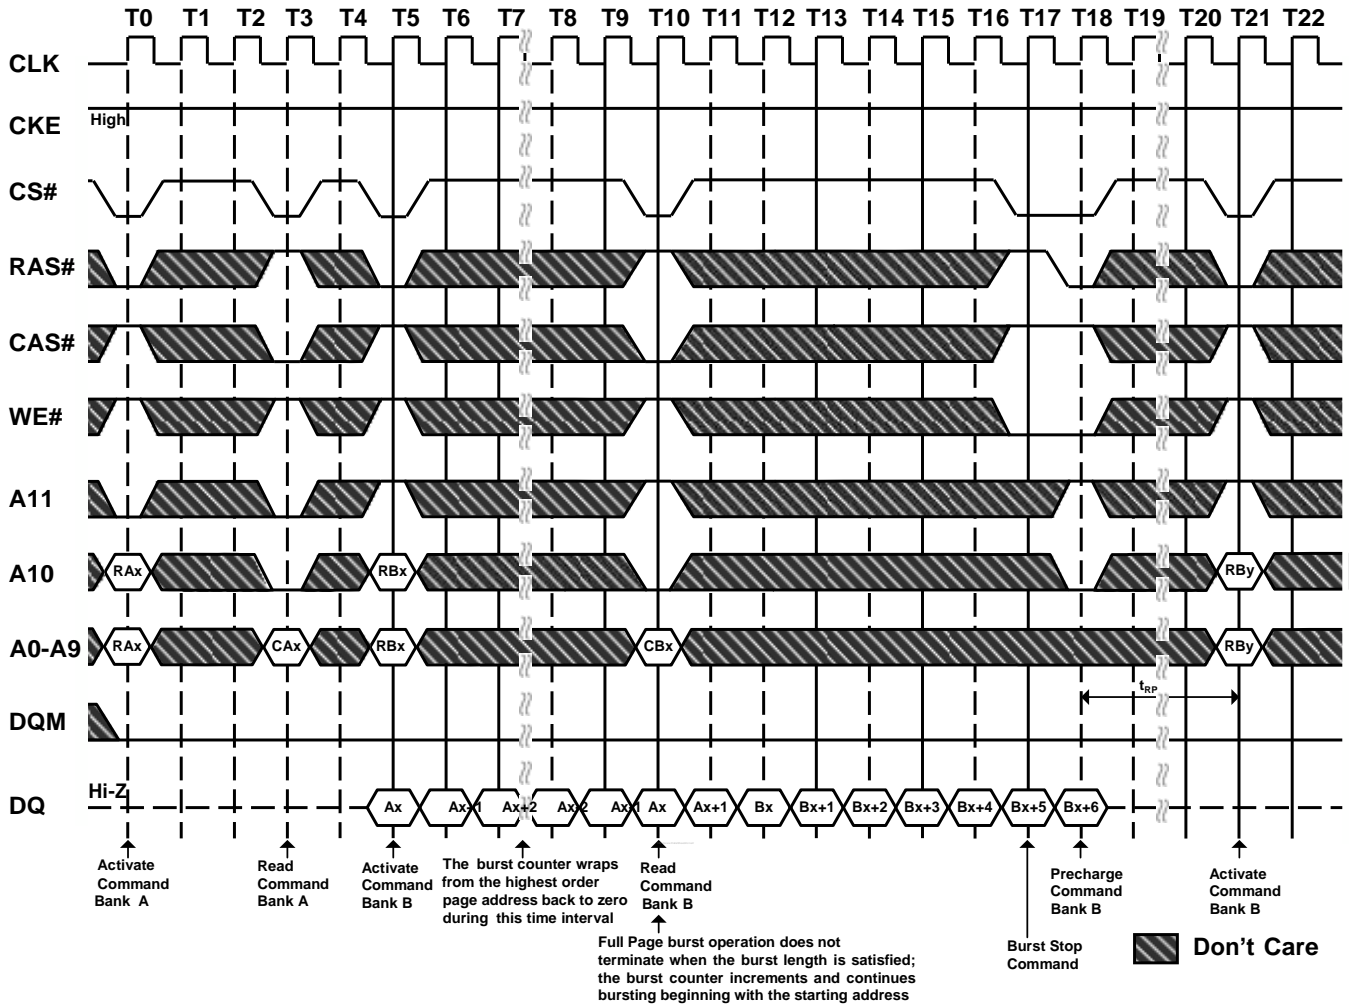 T0 T1 T2 T3 T4 T5 T6 T7 T8 T9 T10 T11 T12 T13 T14 T15 T16 T17 T18 T19 T20 T21 T22
CLK
CKE High
CS#
RAS#
CAS#
WE#
A11
A10 RAx RBx RBy
A0-A9 RAx CAx RBx CBx RBy
tRP
DQM
DQ Hi-Z Ax Ax+1 Ax+2 Ax-2 Ax-1 Ax Ax+1 Bx Bx+1 Bx+2 Bx+3 Bx+4 Bx+5 Bx+6
Activate
Command
Bank A
Read
Command
Bank A
Activate
Command
Bank B
The burst counter wraps
from the highest order
page address back to zero
during this time interval
Read
Command
Bank B
Full Page burst operation does not
terminate when the burst length is satisfied;
the burst counter increments and continues
bursting beginning with the starting address
Burst Stop
Command
Precharge
Command
Bank B
Activate
Command
Bank B
Don't Care